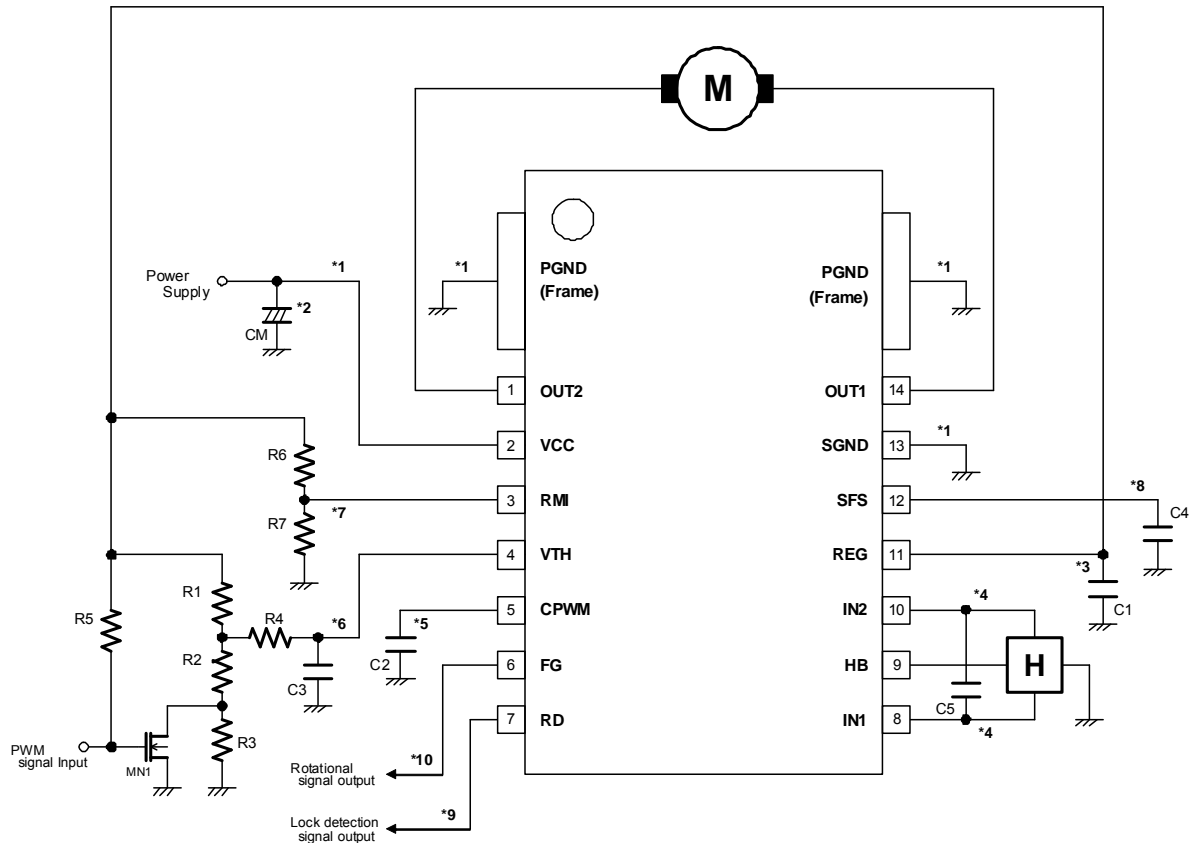 M
Power
Supply
*1
*2
CM
*1
PGND
(Frame)
PGND
(Frame)
*1
1
OUT2
OUT1
14
2
VCC
SGND
13
*1
R6
3
RMI
SFS
12
*8
C4
R7
*7
4
VTH
REG
11
*3
C1
R1
R5
R4
*6
5
CPWM
IN2
10
*4
*5
C2
R2
C3
6
FG
HB
9
H
C5
7
RD
IN1
8
*4
R3
PWM
signal Input
MN1
Rotational
signal output
*10
Lock detection
signal output
*9